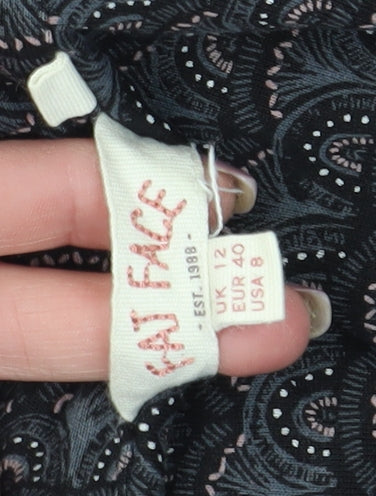 FAT FACE
- EST. 1988 -
UK 12
EUR 40
USA 8